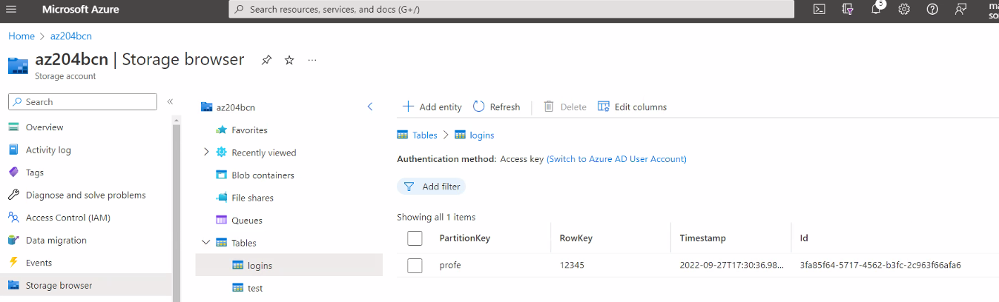 Microsoft Azure
Search resources, services, and docs (G+/)
5
Home > az204bcn
az204bcn | Storage browser
...
Storage account
Search
«
Overview
Activity log
Tags
Diagnose and solve problems
Access Control (IAM)
Data migration
Events
Storage browser
az204bcn
Favorites
Recently viewed
Blob containers
File shares
Queues
Tables
logins
test
Add entity Refresh Delete Edit columns
Tables > logins
Authentication method: Access key (Switch to Azure AD User Account)
Add filter
Showing all 1 items
PartitionKey RowKey Timestamp Id
profe 12345 2022-09-27T17:30:36.98... 3fa85f64-5717-4562-b3fc-2c963f66afa6